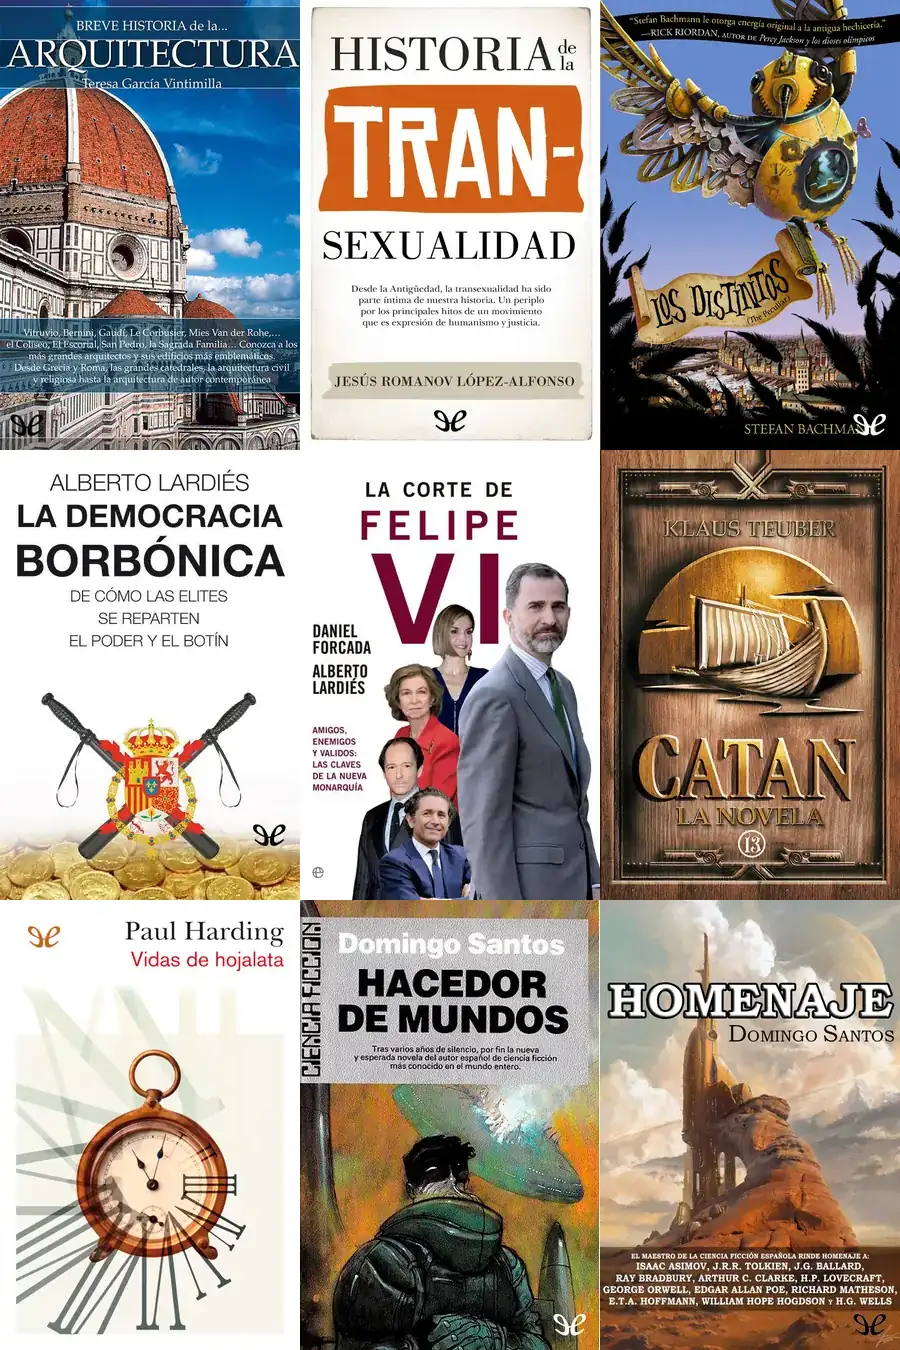 BREVE HISTORIA de la...
ARQUITECTURA
Teresa García Vintimilla
Vitruvio, Bernini, Gaudí, Le Corbusier, Mies Van der Rohe,...
el Coliseo, El Escorial, San Pedro, la Sagrada Familia... Conozca a los
más grandes arquitectos y sus edificios más emblemáticos.
Desde Grecia y Roma, las grandes catedrales, la arquitectura civil
y religiosa hasta la arquitectura de autor contemporánea
HISTORIA de la
TRAN-
SEXUALIDAD
Desde la Antigüedad, la transexualidad ha sido
parte íntima de nuestra historia. Un periplo
por los principales hitos de un movimiento
que es expresión de humanismo y justicia.
JESÚS ROMANOV LÓPEZ-ALFONSO
"Stefan Bachmann le otorga energía original a la antigua hechicería."
—RICK RIORDAN, AUTOR DE Percy Jackson y los dioses olímpicos
LOS DISTINTOS
(The Peculiar)
STEFAN BACHMA
ALBERTO LARDIÉS
LA DEMOCRACIA
BORBÓNICA
DE CÓMO LAS ELITES
SE REPARTEN
EL PODER Y EL BOTÍN
LA CORTE DE
FELIPE
VI
DANIEL
FORCADA
ALBERTO
LARDIÉS
AMIGOS,
ENEMIGOS
Y VALIDOS:
LAS CLAVES
DE LA NUEVA
MONARQUÍA
KLAUS TEUBER
CATAN
LA NOVELA
13
Paul Harding
Vidas de hojalata
CIENCIA FICCION
Domingo Santos
HACEDOR
DE MUNDOS
Tras varios años de silencio, por fin la nueva
y esperada novela del autor español de ciencia ficción
más conocido en el mundo entero.
HOMENAJE
DOMINGO SANTOS
EL MAESTRO DE LA CIENCIA FICCIÓN ESPAÑOLA RINDE HOMENAJE A:
ISAAC ASIMOV, J.R.R. TOLKIEN, J.G. BALLARD,
RAY BRADBURY, ARTHUR C. CLARKE, H.P. LOVECRAFT,
GEORGE ORWELL, EDGAR ALLAN POE, RICHARD MATHESON,
E.T.A. HOFFMANN, WILLIAM HOPE HOGDSON Y H.G. WELLS